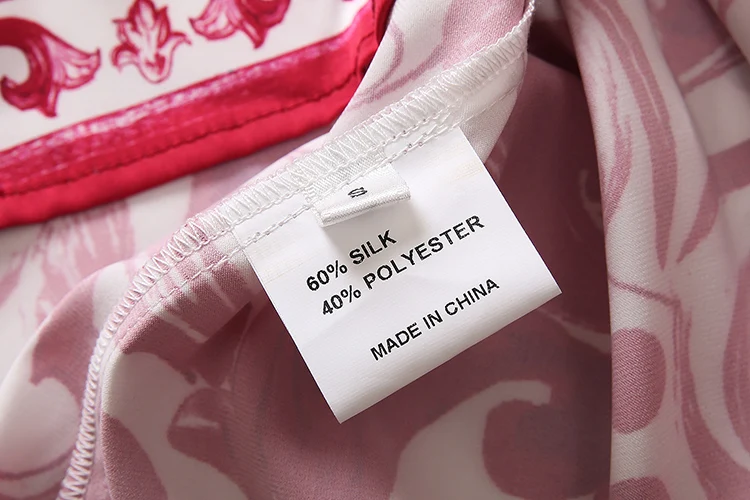 S
60% SILK
40% POLYESTER
MADE IN CHINA